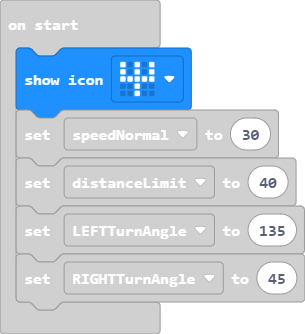 on start
show icon
set speedNormal to 30
set distanceLimit to 40
set LEFTTurnAngle to 135
set RIGHTTurnAngle to 45